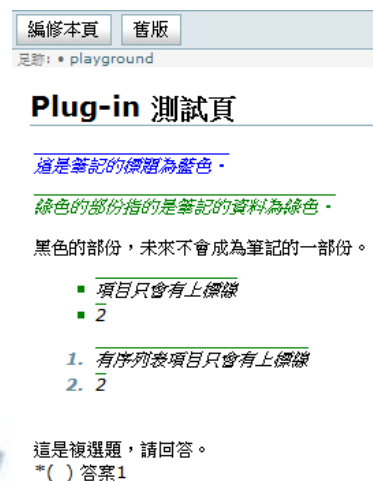 編修本頁 舊版
足跡: • playground
Plug-in 測試頁
這是筆記的標題為藍色。
綠色的部份指的是筆記的資料為綠色。
黑色的部份，未來不會成為筆記的一部份。
▪ 項目只會有上標線
▪ 2
1. 有序列表項目只會有上標線
2. 2
這是複選題，請回答。
*( ) 答案1